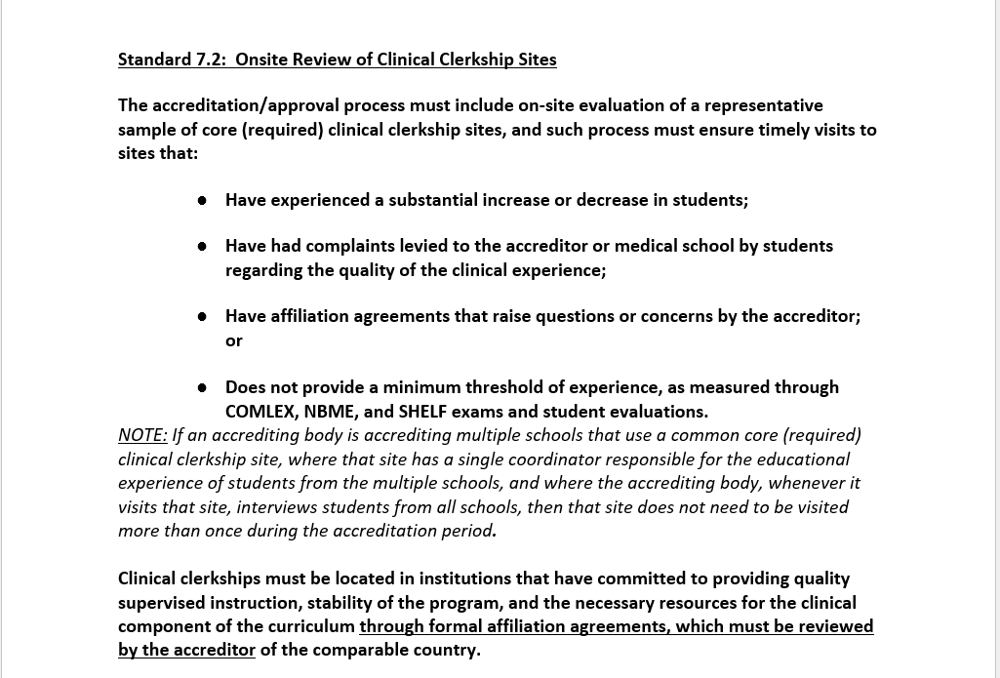 Standard 7.2:  Onsite Review of Clinical Clerkship Sites
The accreditation/approval process must include on-site evaluation of a representative
sample of core (required) clinical clerkship sites, and such process must ensure timely visits to
sites that:
● Have experienced a substantial increase or decrease in students;
● Have had complaints levied to the accreditor or medical school by students
regarding the quality of the clinical experience;
● Have affiliation agreements that raise questions or concerns by the accreditor;
or
● Does not provide a minimum threshold of experience, as measured through
COMLEX, NBME, and SHELF exams and student evaluations.
NOTE: If an accrediting body is accrediting multiple schools that use a common core (required)
clinical clerkship site, where that site has a single coordinator responsible for the educational
experience of students from the multiple schools, and where the accrediting body, whenever it
visits that site, interviews students from all schools, then that site does not need to be visited
more than once during the accreditation period.
Clinical clerkships must be located in institutions that have committed to providing quality
supervised instruction, stability of the program, and the necessary resources for the clinical
component of the curriculum through formal affiliation agreements, which must be reviewed
by the accreditor of the comparable country.